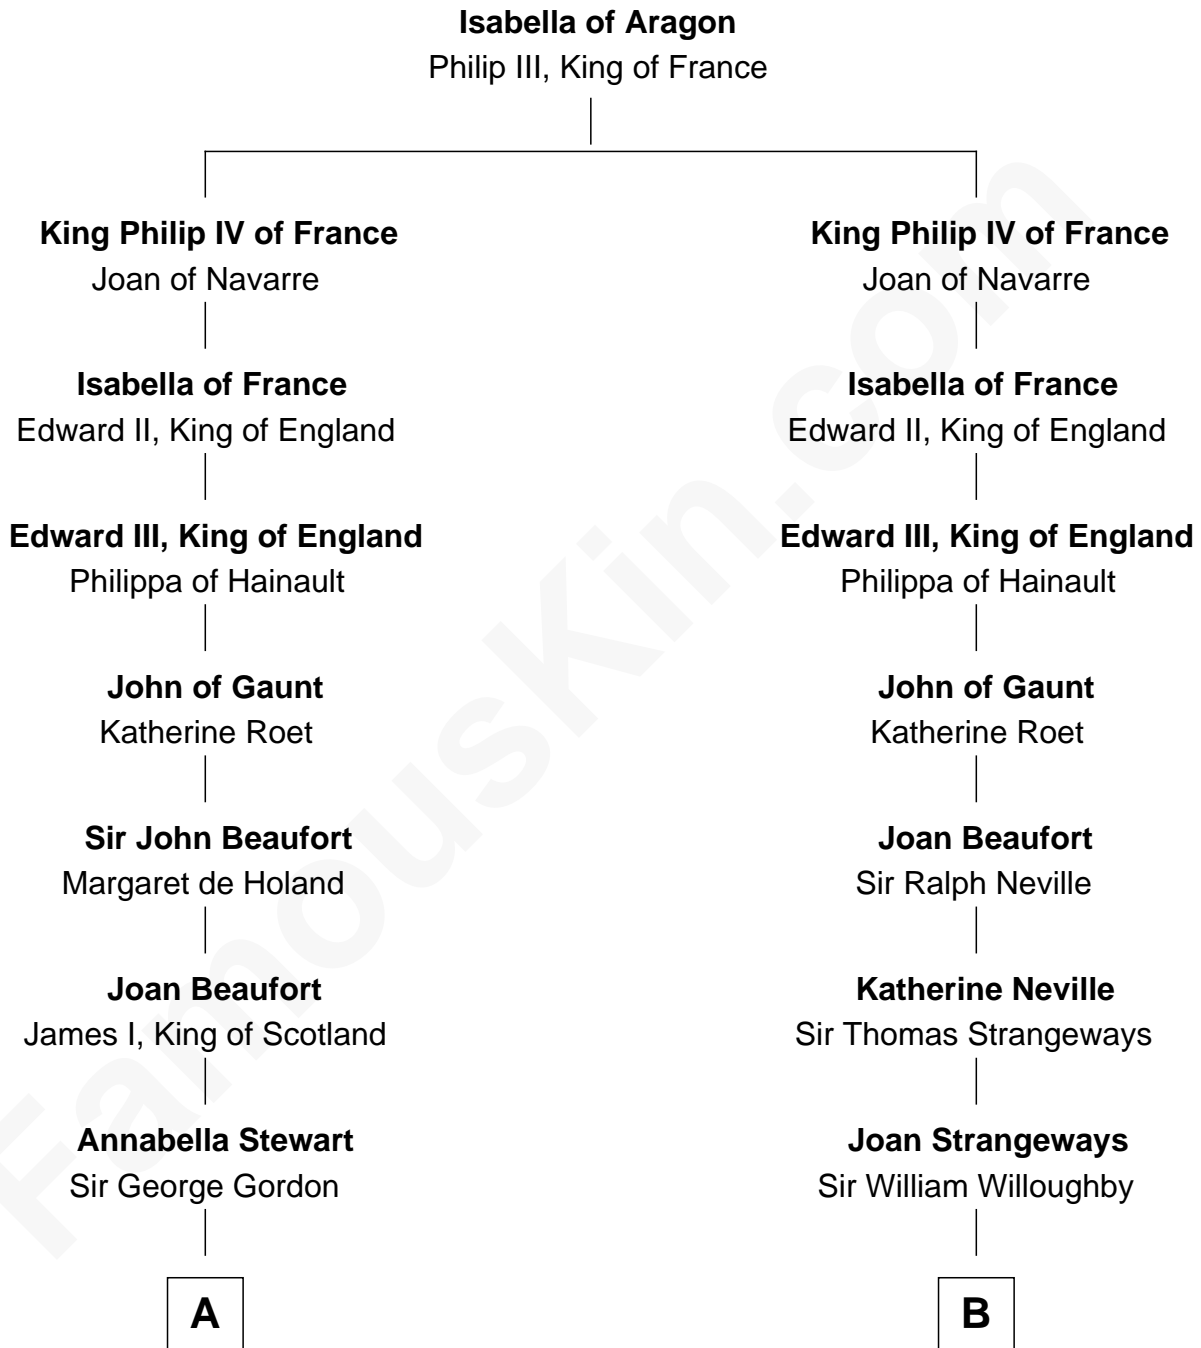 Isabella of Aragon
Philip III, King of France
King Philip IV of France
Joan of Navarre
Isabella of France
Edward II, King of England
Edward III, King of England
Philippa of Hainault
John of Gaunt
Katherine Roet
Sir John Beaufort
Margaret de Holand
Joan Beaufort
James I, King of Scotland
Annabella Stewart
Sir George Gordon
A
King Philip IV of France
Joan of Navarre
Isabella of France
Edward II, King of England
Edward III, King of England
Philippa of Hainault
John of Gaunt
Katherine Roet
Joan Beaufort
Sir Ralph Neville
Katherine Neville
Sir Thomas Strangeways
Joan Strangeways
Sir William Willoughby
B
FamousKin.com